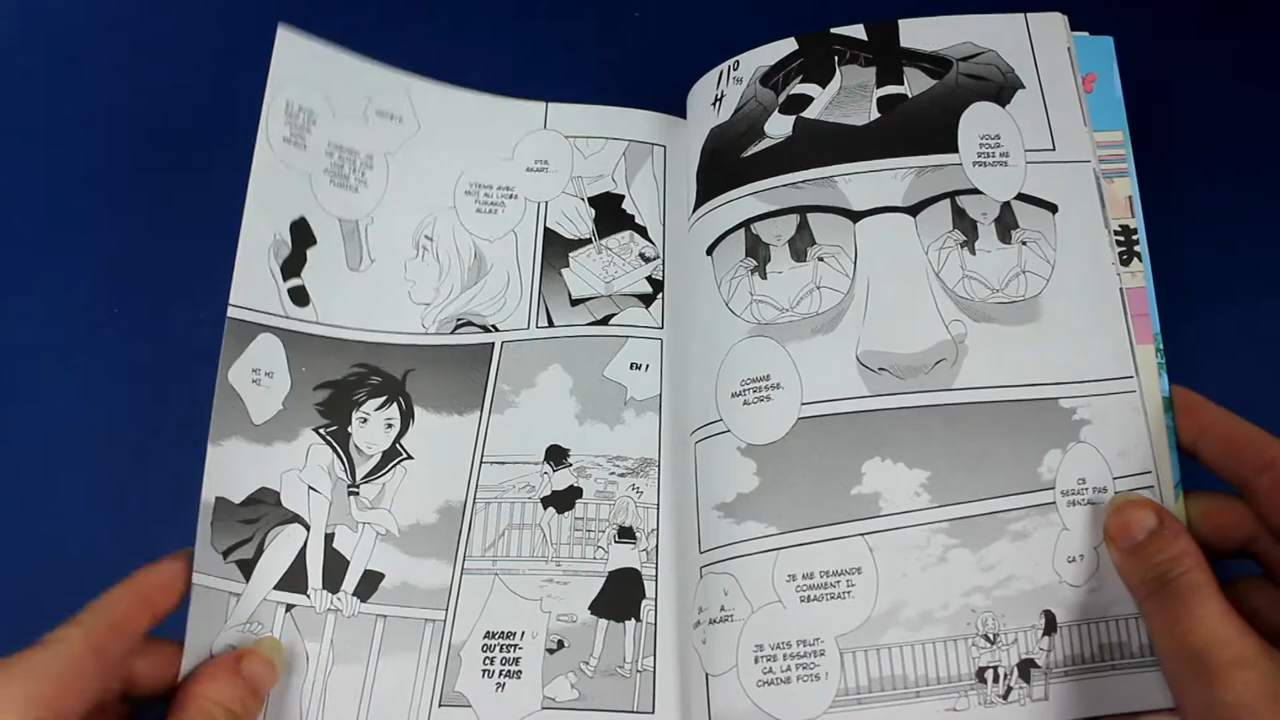 DIS,
AKARI...
VIENS AVEC
MOI AU LYCÉE
FUKAKO,
ALLEZ !
HI HI
HI...
EH !
AKARI !
QU'EST-
CE QUE
TU FAIS
?!
TSS
VOUS
POUR-
RIEZ ME
PRENDRE...
COMME
MAÎTRESSE,
ALORS.
CE
SERAIT PAS
GÉNIAL...
ÇA ?
JE ME DEMANDE
COMMENT IL
RÉAGIRAIT.
JE VAIS PEUT-
ÊTRE ESSAYER
ÇA, LA PRO-
CHAINE FOIS !
A...
AKARI...
ま